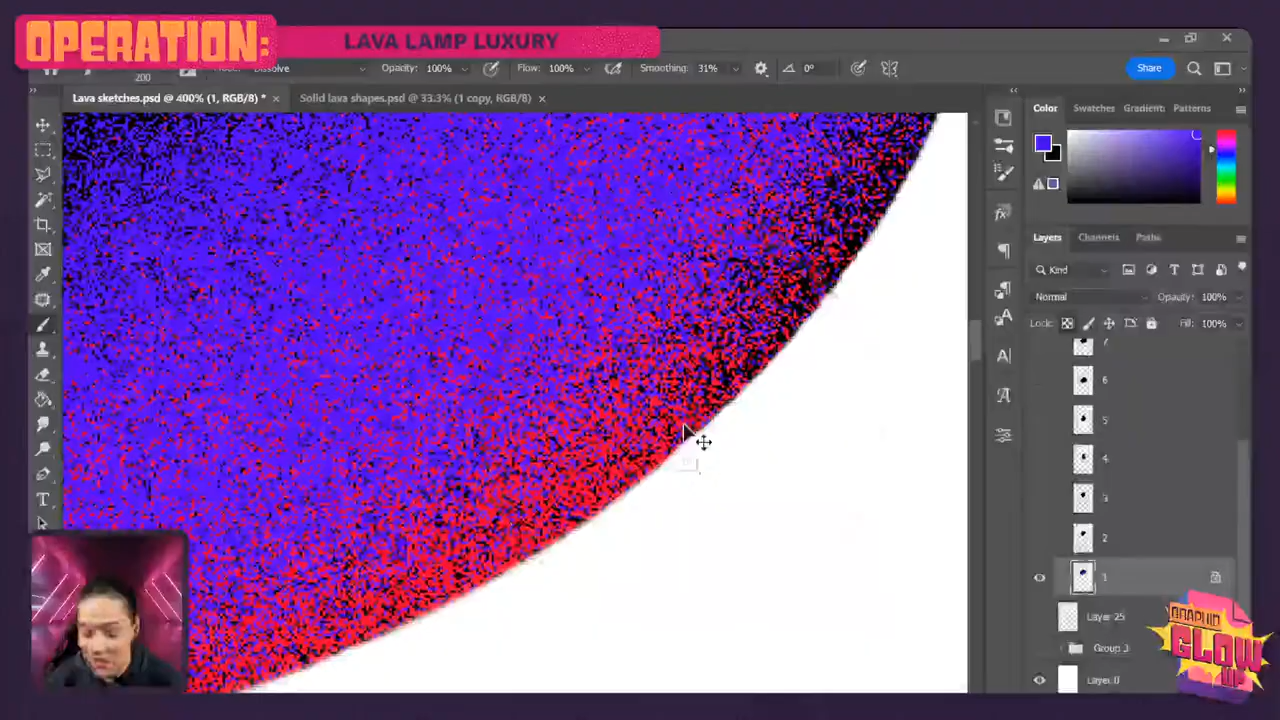 OPERATION:
LAVA LAMP LUXURY
200
Dissolve
Opacity: 100%
Flow: 100%
Smoothing: 31%
0°
Share
Lava sketches.psd @ 400% (1, RGB/8) *
Solid lava shapes.psd @ 33.3% (1 copy, RGB/8)
Color
Swatches
Gradients
Patterns
Layers
Channels
Paths
Kind
Normal
Opacity: 100%
Lock:
Fill: 100%
6
5
4
3
2
1
Layer 25
Group 3
Layer 0
GRAPHIC
GLOW
UP